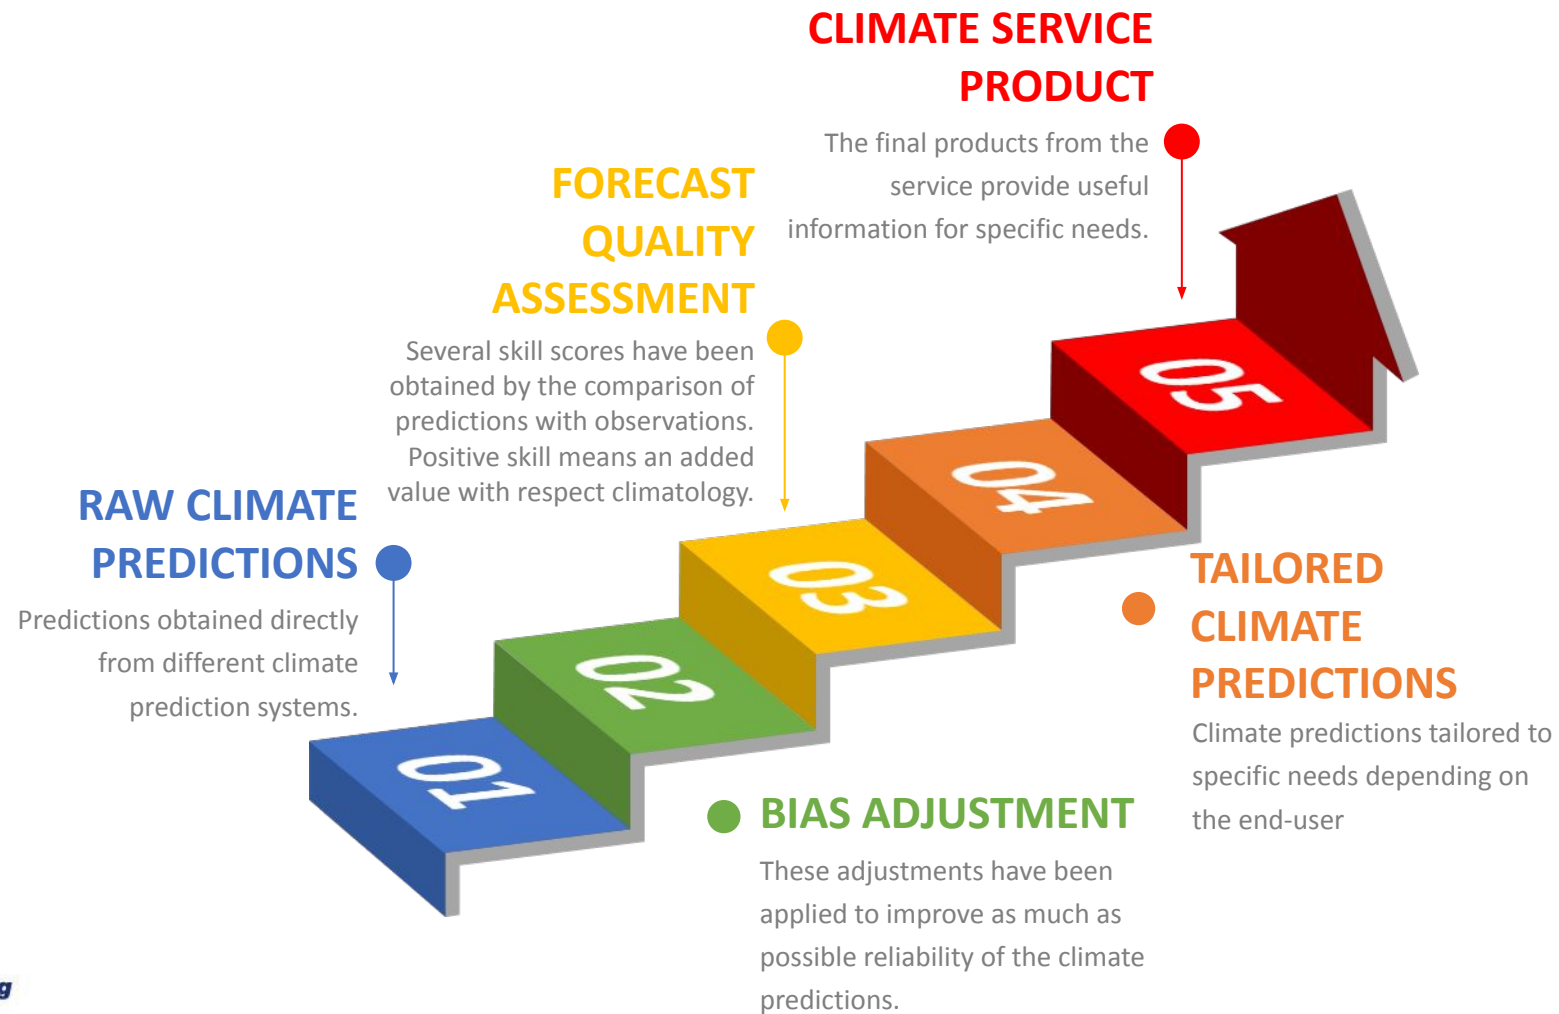 CLIMATE SERVICE
PRODUCT
The final products from the
service provide useful
information for specific needs.
FORECAST
QUALITY
ASSESSMENT
Several skill scores have been
obtained by the comparison of
predictions with observations.
Positive skill means an added
value with respect climatology.
RAW CLIMATE
PREDICTIONS
Predictions obtained directly
from different climate
prediction systems.
05
04
03
02
01
TAILORED
CLIMATE
PREDICTIONS
Climate predictions tailored to
specific needs depending on
the end-user
BIAS ADJUSTMENT
These adjustments have been
applied to improve as much as
possible reliability of the climate
predictions.